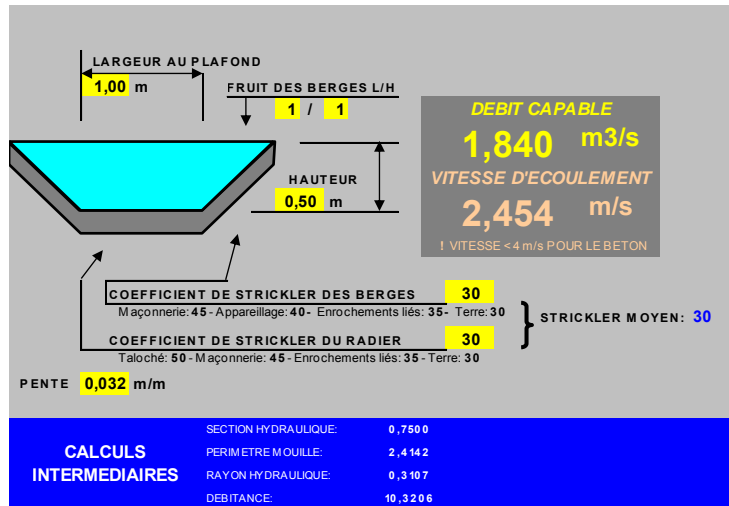 LARGEUR AU PLAFOND
1,00 m
FRUIT DES BERGES L/H
1 / 1
DEBIT CAPABLE
1,840 m3/s
VITESSE D'ECOULEMENT
2,454 m/s
! VITESSE < 4 m/s POUR LE BETON
HAUTEUR
0,50 m
COEFFICIENT DE STRICKLER DES BERGES 30
Maçonnerie: 45 - Appareillage: 40- Enrochements liés: 35- Terre: 30
STRICKLER MOYEN: 30
COEFFICIENT DE STRICKLER DU RADIER 30
Taloché: 50 - Maçonnerie: 45 - Enrochements liés: 35 - Terre: 30
PENTE 0,032 m/m
CALCULS
INTERMEDIAIRES
SECTION HYDRAULIQUE: 0,7500
PERIMETRE MOUILLE: 2,4142
RAYON HYDRAULIQUE: 0,3107
DEBITANCE: 10,3206